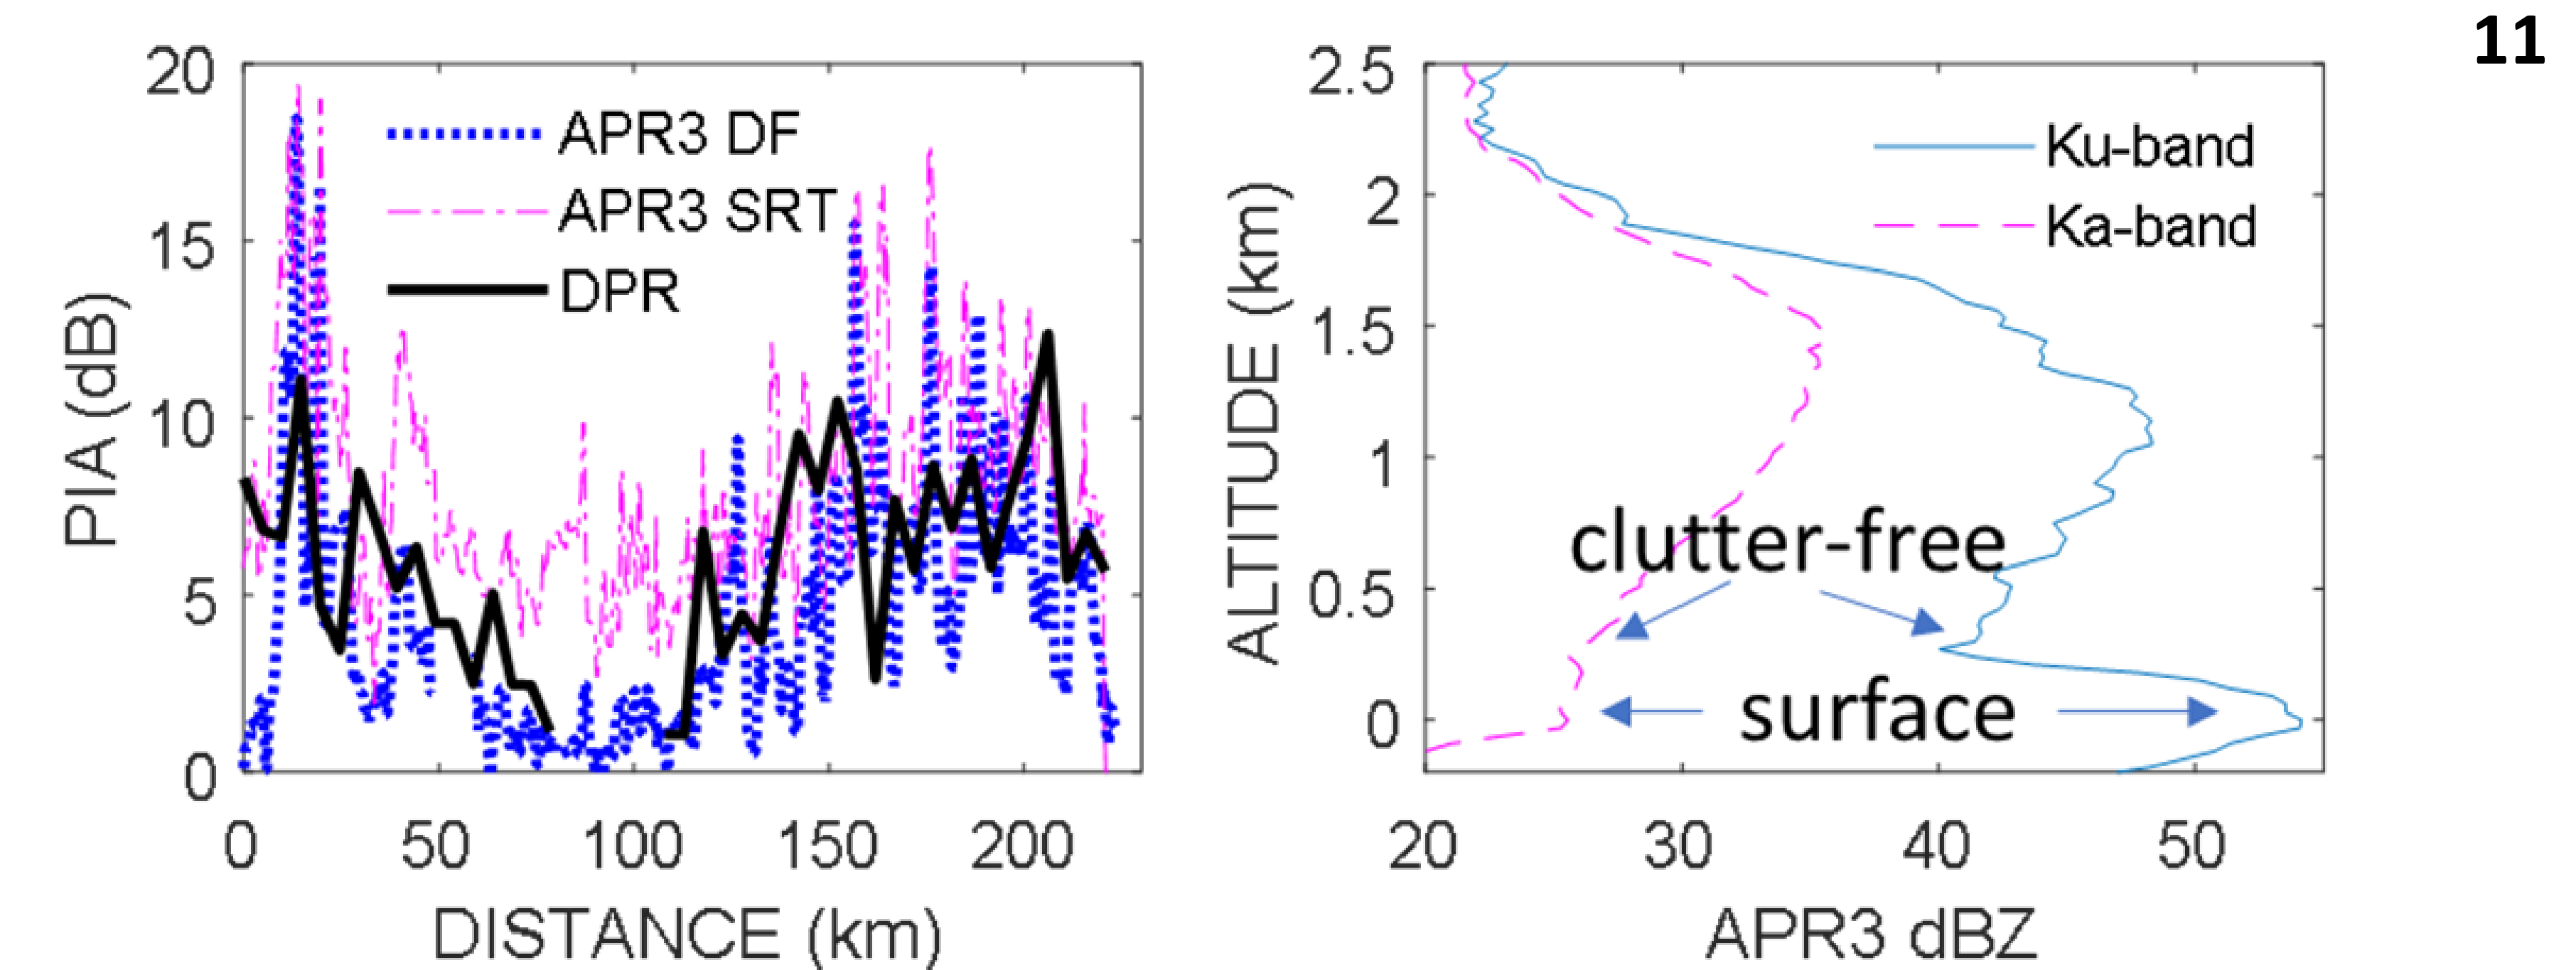 11
20
15
10
5
0
PIA (dB)
APR3 DF
APR3 SRT
DPR
0 50 100 150 200
DISTANCE (km)
2.5
2
1.5
1
0.5
0
ALTITUDE (km)
Ku-band
Ka-band
clutter-free
surface
20 30 40 50
APR3 dBZ